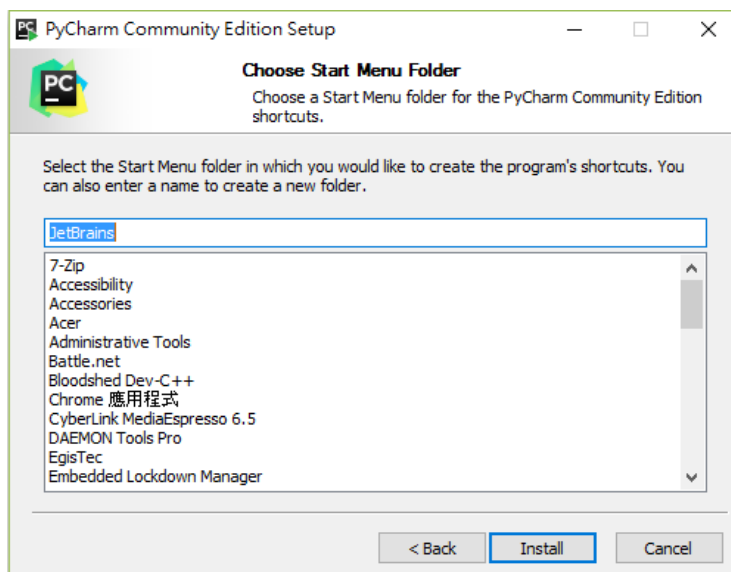 PyCharm Community Edition Setup
PC
Choose Start Menu Folder
Choose a Start Menu folder for the PyCharm Community Edition
shortcuts.
Select the Start Menu folder in which you would like to create the program's shortcuts. You
can also enter a name to create a new folder.
JetBrains
7-Zip
Accessibility
Accessories
Acer
Administrative Tools
Battle.net
Bloodshed Dev-C++
Chrome 應用程式
CyberLink MediaEspresso 6.5
DAEMON Tools Pro
EgisTec
Embedded Lockdown Manager
< Back
Install
Cancel